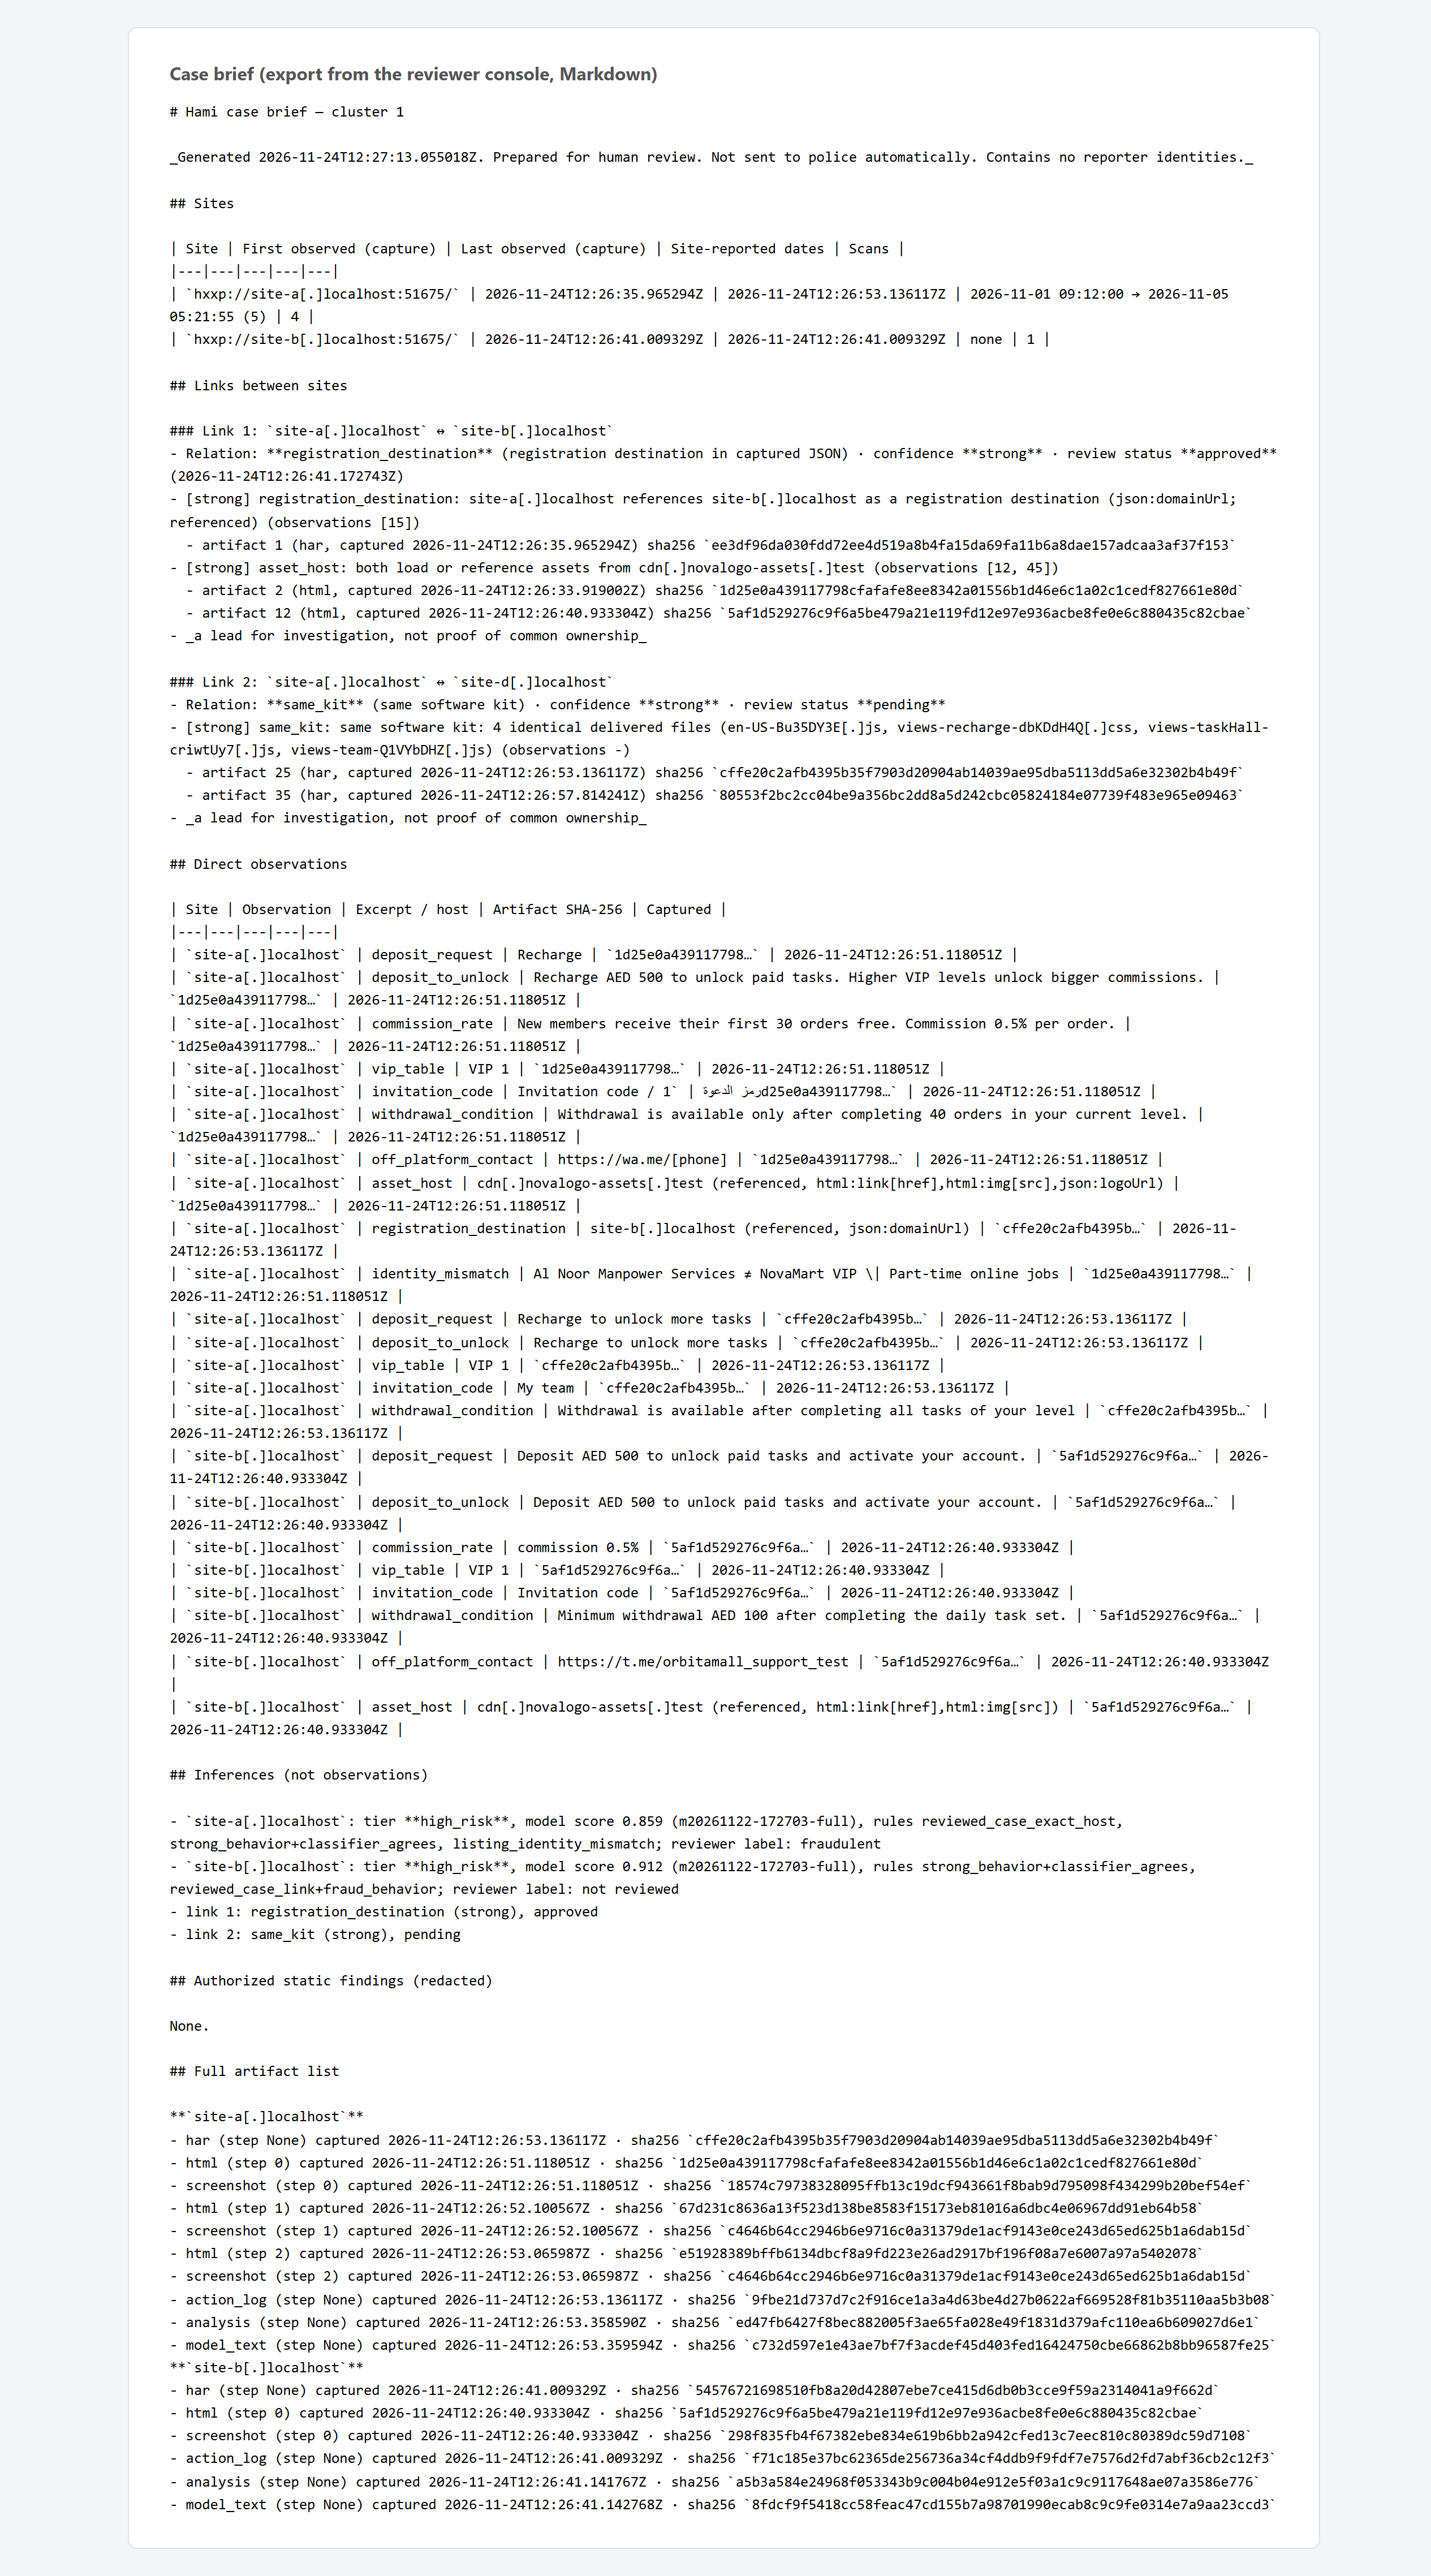 Case brief (export from the reviewer console, Markdown)
# Hami case brief — cluster 1
_Generated 2026-11-24T12:27:13.055018Z. Prepared for human review. Not sent to police automatically. Contains no reporter identities._
## Sites
| Site | First observed (capture) | Last observed (capture) | Site-reported dates | Scans |
|---|---|---|---|---|
| `hxxp://site-a[.]localhost:51675/` | 2026-11-24T12:26:35.965294Z | 2026-11-24T12:26:53.136117Z | 2026-11-01 09:12:00 → 2026-11-05
05:21:55 (5) | 4 |
| `hxxp://site-b[.]localhost:51675/` | 2026-11-24T12:26:41.009329Z | 2026-11-24T12:26:41.009329Z | none | 1 |
## Links between sites
### Link 1: `site-a[.]localhost` ↔ `site-b[.]localhost`
- Relation: **registration_destination** (registration destination in captured JSON) · confidence **strong** · review status **approved**
(2026-11-24T12:26:41.172743Z)
- [strong] registration_destination: site-a[.]localhost references site-b[.]localhost as a registration destination (json:domainUrl;
referenced) (observations [15])
  - artifact 1 (har, captured 2026-11-24T12:26:35.965294Z) sha256 `ee3df96da030fdd72ee4d519a8b4fa15da69fa11b6a8dae157adcaa3af37f153`
- [strong] asset_host: both load or reference assets from cdn[.]novalogo-assets[.]test (observations [12, 45])
  - artifact 2 (html, captured 2026-11-24T12:26:33.919002Z) sha256 `1d25e0a439117798cfafafe8ee8342a01556b1d46e6c1a02c1cedf827661e80d`
  - artifact 12 (html, captured 2026-11-24T12:26:40.933304Z) sha256 `5af1d529276c9f6a5be479a21e119fd12e97e936acbe8fe0e6c880435c82cbae`
- _a lead for investigation, not proof of common ownership_
### Link 2: `site-a[.]localhost` ↔ `site-d[.]localhost`
- Relation: **same_kit** (same software kit) · confidence **strong** · review status **pending**
- [strong] same_kit: same software kit: 4 identical delivered files (en-US-Bu35DY3E[.]js, views-recharge-dbKDdH4Q[.]css, views-taskHall-
criwtUy7[.]js, views-team-Q1VYbDHZ[.]js) (observations -)
  - artifact 25 (har, captured 2026-11-24T12:26:53.136117Z) sha256 `cffe20c2afb4395b35f7903d20904ab14039ae95dba5113dd5a6e32302b4b49f`
  - artifact 35 (har, captured 2026-11-24T12:26:57.814241Z) sha256 `80553f2bc2cc04be9a356bc2dd8a5d242cbc05824184e07739f483e965e09463`
- _a lead for investigation, not proof of common ownership_
## Direct observations
| Site | Observation | Excerpt / host | Artifact SHA-256 | Captured |
|---|---|---|---|---|
| `site-a[.]localhost` | deposit_request | Recharge | `1d25e0a439117798…` | 2026-11-24T12:26:51.118051Z |
| `site-a[.]localhost` | deposit_to_unlock | Recharge AED 500 to unlock paid tasks. Higher VIP levels unlock bigger commissions. |
`1d25e0a439117798…` | 2026-11-24T12:26:51.118051Z |
| `site-a[.]localhost` | commission_rate | New members receive their first 30 orders free. Commission 0.5% per order. |
`1d25e0a439117798…` | 2026-11-24T12:26:51.118051Z |
| `site-a[.]localhost` | vip_table | VIP 1 | `1d25e0a439117798…` | 2026-11-24T12:26:51.118051Z |
| `site-a[.]localhost` | invitation_code | Invitation code / رمز الدعوة | `1d25e0a439117798…` | 2026-11-24T12:26:51.118051Z |
| `site-a[.]localhost` | withdrawal_condition | Withdrawal is available only after completing 40 orders in your current level. |
`1d25e0a439117798…` | 2026-11-24T12:26:51.118051Z |
| `site-a[.]localhost` | off_platform_contact | https://wa.me/[phone] | `1d25e0a439117798…` | 2026-11-24T12:26:51.118051Z |
| `site-a[.]localhost` | asset_host | cdn[.]novalogo-assets[.]test (referenced, html:link[href],html:img[src],json:logoUrl) |
`1d25e0a439117798…` | 2026-11-24T12:26:51.118051Z |
| `site-a[.]localhost` | registration_destination | site-b[.]localhost (referenced, json:domainUrl) | `cffe20c2afb4395b…` | 2026-11-
24T12:26:53.136117Z |
| `site-a[.]localhost` | identity_mismatch | Al Noor Manpower Services ≠ NovaMart VIP \| Part-time online jobs | `1d25e0a439117798…` |
2026-11-24T12:26:51.118051Z |
| `site-a[.]localhost` | deposit_request | Recharge to unlock more tasks | `cffe20c2afb4395b…` | 2026-11-24T12:26:53.136117Z |
| `site-a[.]localhost` | deposit_to_unlock | Recharge to unlock more tasks | `cffe20c2afb4395b…` | 2026-11-24T12:26:53.136117Z |
| `site-a[.]localhost` | vip_table | VIP 1 | `cffe20c2afb4395b…` | 2026-11-24T12:26:53.136117Z |
| `site-a[.]localhost` | invitation_code | My team | `cffe20c2afb4395b…` | 2026-11-24T12:26:53.136117Z |
| `site-a[.]localhost` | withdrawal_condition | Withdrawal is available after completing all tasks of your level | `cffe20c2afb4395b…` |
2026-11-24T12:26:53.136117Z |
| `site-b[.]localhost` | deposit_request | Deposit AED 500 to unlock paid tasks and activate your account. | `5af1d529276c9f6a…` | 2026-
11-24T12:26:40.933304Z |
| `site-b[.]localhost` | deposit_to_unlock | Deposit AED 500 to unlock paid tasks and activate your account. | `5af1d529276c9f6a…` |
2026-11-24T12:26:40.933304Z |
| `site-b[.]localhost` | commission_rate | commission 0.5% | `5af1d529276c9f6a…` | 2026-11-24T12:26:40.933304Z |
| `site-b[.]localhost` | vip_table | VIP 1 | `5af1d529276c9f6a…` | 2026-11-24T12:26:40.933304Z |
| `site-b[.]localhost` | invitation_code | Invitation code | `5af1d529276c9f6a…` | 2026-11-24T12:26:40.933304Z |
| `site-b[.]localhost` | withdrawal_condition | Minimum withdrawal AED 100 after completing the daily task set. | `5af1d529276c9f6a…` |
2026-11-24T12:26:40.933304Z |
| `site-b[.]localhost` | off_platform_contact | https://t.me/orbitamall_support_test | `5af1d529276c9f6a…` | 2026-11-24T12:26:40.933304Z
|
| `site-b[.]localhost` | asset_host | cdn[.]novalogo-assets[.]test (referenced, html:link[href],html:img[src]) | `5af1d529276c9f6a…` |
2026-11-24T12:26:40.933304Z |
## Inferences (not observations)
- `site-a[.]localhost`: tier **high_risk**, model score 0.859 (m20261122-172703-full), rules reviewed_case_exact_host,
strong_behavior+classifier_agrees, listing_identity_mismatch; reviewer label: fraudulent
- `site-b[.]localhost`: tier **high_risk**, model score 0.912 (m20261122-172703-full), rules strong_behavior+classifier_agrees,
reviewed_case_link+fraud_behavior; reviewer label: not reviewed
- link 1: registration_destination (strong), approved
- link 2: same_kit (strong), pending
## Authorized static findings (redacted)
None.
## Full artifact list
**`site-a[.]localhost`**
- har (step None) captured 2026-11-24T12:26:53.136117Z · sha256 `cffe20c2afb4395b35f7903d20904ab14039ae95dba5113dd5a6e32302b4b49f`
- html (step 0) captured 2026-11-24T12:26:51.118051Z · sha256 `1d25e0a439117798cfafafe8ee8342a01556b1d46e6c1a02c1cedf827661e80d`
- screenshot (step 0) captured 2026-11-24T12:26:51.118051Z · sha256 `18574c79738328095ffb13c19dcf943661f8bab9d795098f434299b20bef54ef`
- html (step 1) captured 2026-11-24T12:26:52.100567Z · sha256 `67d231c8636a13f523d138be8583f15173eb81016a6dbc4e06967dd91eb64b58`
- screenshot (step 1) captured 2026-11-24T12:26:52.100567Z · sha256 `c4646b64cc2946b6e9716c0a31379de1acf9143e0ce243d65ed625b1a6dab15d`
- html (step 2) captured 2026-11-24T12:26:53.065987Z · sha256 `e51928389bffb6134dbcf8a9fd223e26ad2917bf196f08a7e6007a97a5402078`
- screenshot (step 2) captured 2026-11-24T12:26:53.065987Z · sha256 `c4646b64cc2946b6e9716c0a31379de1acf9143e0ce243d65ed625b1a6dab15d`
- action_log (step None) captured 2026-11-24T12:26:53.136117Z · sha256 `9fbe21d737d7c2f916ce1a3a4d63be4d27b0622af669528f81b35110aa5b3b08`
- analysis (step None) captured 2026-11-24T12:26:53.358590Z · sha256 `ed47fb6427f8bec882005f3ae65fa028e49f1831d379afc110ea6b609027d6e1`
- model_text (step None) captured 2026-11-24T12:26:53.359594Z · sha256 `c732d597e1e43ae7bf7f3acdef45d403fed16424750cbe66862b8bb96587fe25`
**`site-b[.]localhost`**
- har (step None) captured 2026-11-24T12:26:41.009329Z · sha256 `54576721698510fb8a20d42807ebe7ce415d6db0b3cce9f59a2314041a9f662d`
- html (step 0) captured 2026-11-24T12:26:40.933304Z · sha256 `5af1d529276c9f6a5be479a21e119fd12e97e936acbe8fe0e6c880435c82cbae`
- screenshot (step 0) captured 2026-11-24T12:26:40.933304Z · sha256 `298f835fb4f67382ebe834e619b6bb2a942cfed13c7eec810c80389dc59d7108`
- action_log (step None) captured 2026-11-24T12:26:41.009329Z · sha256 `f71c185e37bc62365de256736a34cf4ddb9f9fdf7e7576d2fd7abf36cb2c12f3`
- analysis (step None) captured 2026-11-24T12:26:41.141767Z · sha256 `a5b3a584e24968f053343b9c004b04e912e5f03a1c9c9117648ae07a3586e776`
- model_text (step None) captured 2026-11-24T12:26:41.142768Z · sha256 `8fdcf9f5418cc58feac47cd155b7a98701990ecab8c9c9fe0314e7a9aa23ccd3`